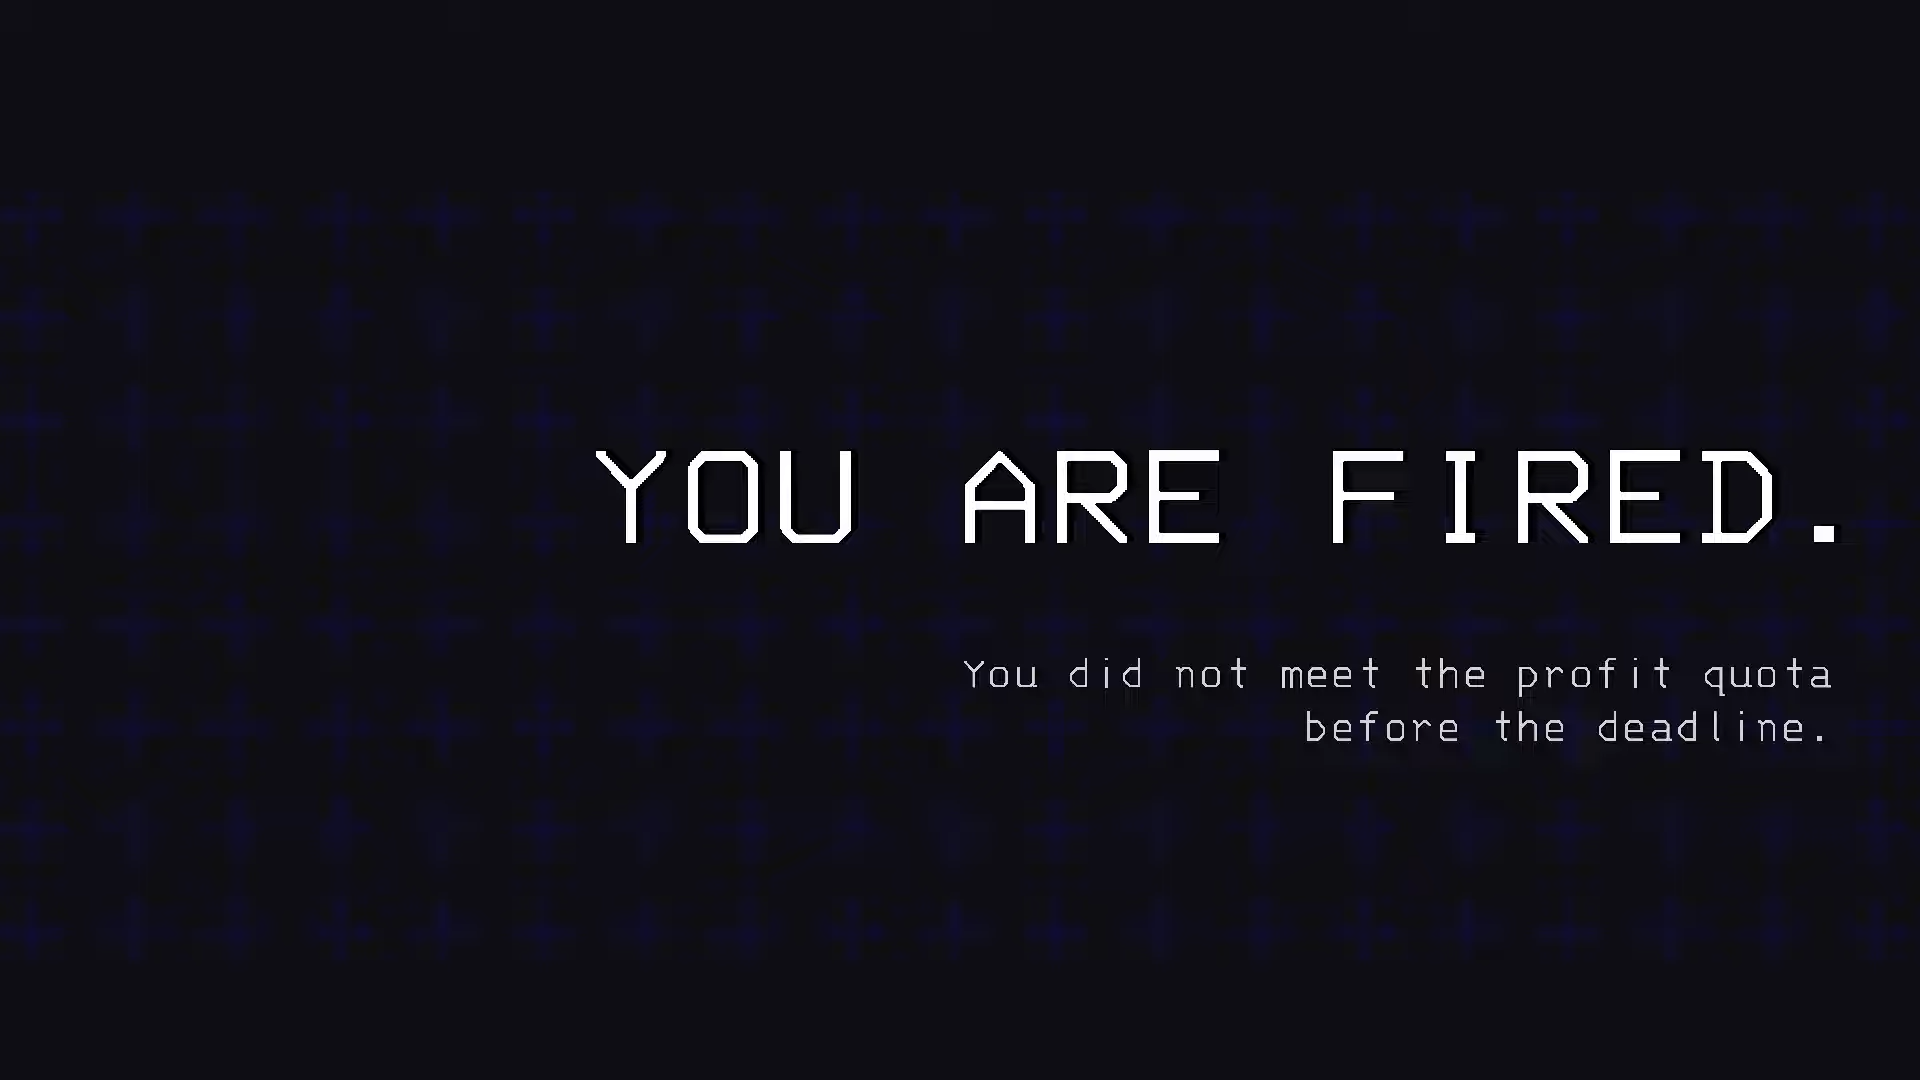 YOU ARE FIRED.
You did not meet the profit quota
before the deadline.